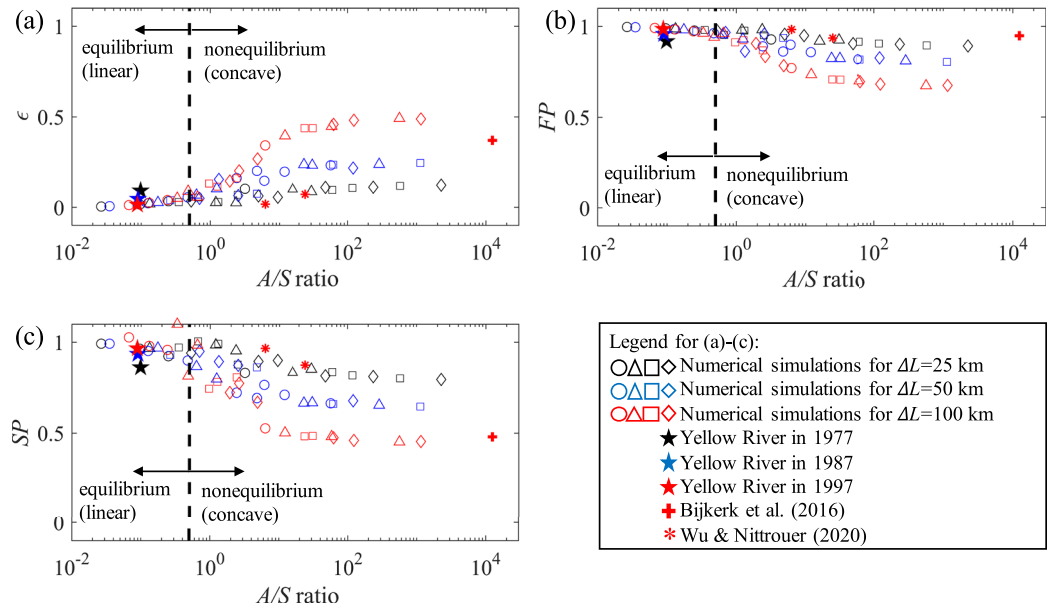 (a)
equilibrium
(linear)
nonequilibrium
(concave)
ϵ
1
0.5
0
10⁻² 10⁰ 10² 10⁴
A/S ratio
(b)
FP
1
0.5
0
equilibrium
(linear)
nonequilibrium
(concave)
10⁻² 10⁰ 10² 10⁴
A/S ratio
(c)
SP
1
0.5
0
equilibrium
(linear)
nonequilibrium
(concave)
10⁻² 10⁰ 10² 10⁴
A/S ratio
Legend for (a)-(c):
Numerical simulations for ΔL=25 km
Numerical simulations for ΔL=50 km
Numerical simulations for ΔL=100 km
Yellow River in 1977
Yellow River in 1987
Yellow River in 1997
Bijkerk et al. (2016)
Wu & Nittrouer (2020)